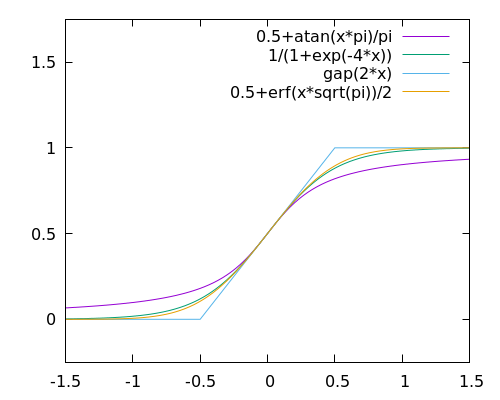 0.5+atan(x*pi)/pi
1/(1+exp(-4*x))
gap(2*x)
0.5+erf(x*sqrt(pi))/2
1.5
1
0.5
0
-1.5 -1 -0.5 0 0.5 1 1.5